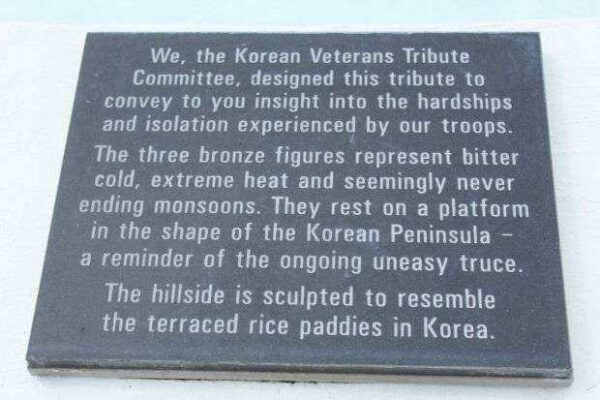 We, the Korean Veterans Tribute
Committee, designed this tribute to
convey to you insight into the hardships
and isolation experienced by our troops.
The three bronze figures represent bitter
cold, extreme heat and seemingly never
ending monsoons. They rest on a platform
in the shape of the Korean Peninsula –
a reminder of the ongoing uneasy truce.
The hillside is sculpted to resemble
the terraced rice paddies in Korea.